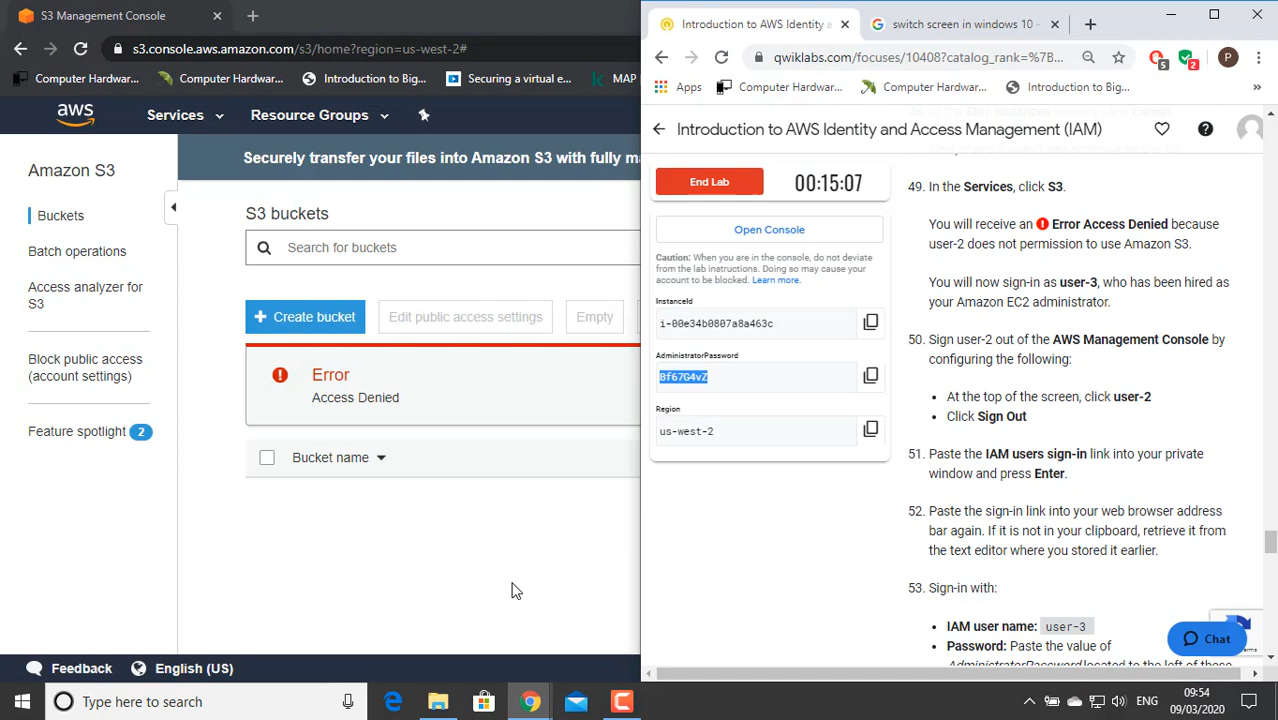 S3 Management Console
s3.console.aws.amazon.com/s3/home?region=us-west-2#
Computer Hardwar...
Computer Hardwar...
Introduction to Big...
Securing a virtual e...
MAP
aws
Services
Resource Groups
Amazon S3
Buckets
Batch operations
Access analyzer for
S3
Block public access
(account settings)
Feature spotlight 2
Securely transfer your files into Amazon S3 with fully ma
S3 buckets
Search for buckets
+ Create bucket
Edit public access settings
Empty
Error
Access Denied
Bucket name
Feedback
English (US)
Introduction to AWS Identity a
switch screen in windows 10 -
qwiklabs.com/focuses/10408?catalog_rank=%7B...
5
2
P
Apps
Computer Hardwar...
Computer Hardwar...
Introduction to Big...
»
Introduction to AWS Identity and Access Management (IAM)
End Lab
00:15:07
Open Console
Caution: When you are in the console, do not deviate
from the lab instructions. Doing so may cause your
account to be blocked. Learn more.
InstanceId
i-00e34b0807a8a463c
AdministratorPassword
Bf67G4vZ
Region
us-west-2
49. In the Services, click S3.
You will receive an Error Access Denied because
user-2 does not permission to use Amazon S3.
You will now sign-in as user-3, who has been hired as
your Amazon EC2 administrator.
50. Sign user-2 out of the AWS Management Console by
configuring the following:
• At the top of the screen, click user-2
• Click Sign Out
51. Paste the IAM users sign-in link into your private
window and press Enter.
52. Paste the sign-in link into your web browser address
bar again. If it is not in your clipboard, retrieve it from
the text editor where you stored it earlier.
53. Sign-in with:
• IAM user name: user-3
• Password: Paste the value of
AdministratorPassword located to the left of these
Chat
Type here to search
ENG
09:54
09/03/2020